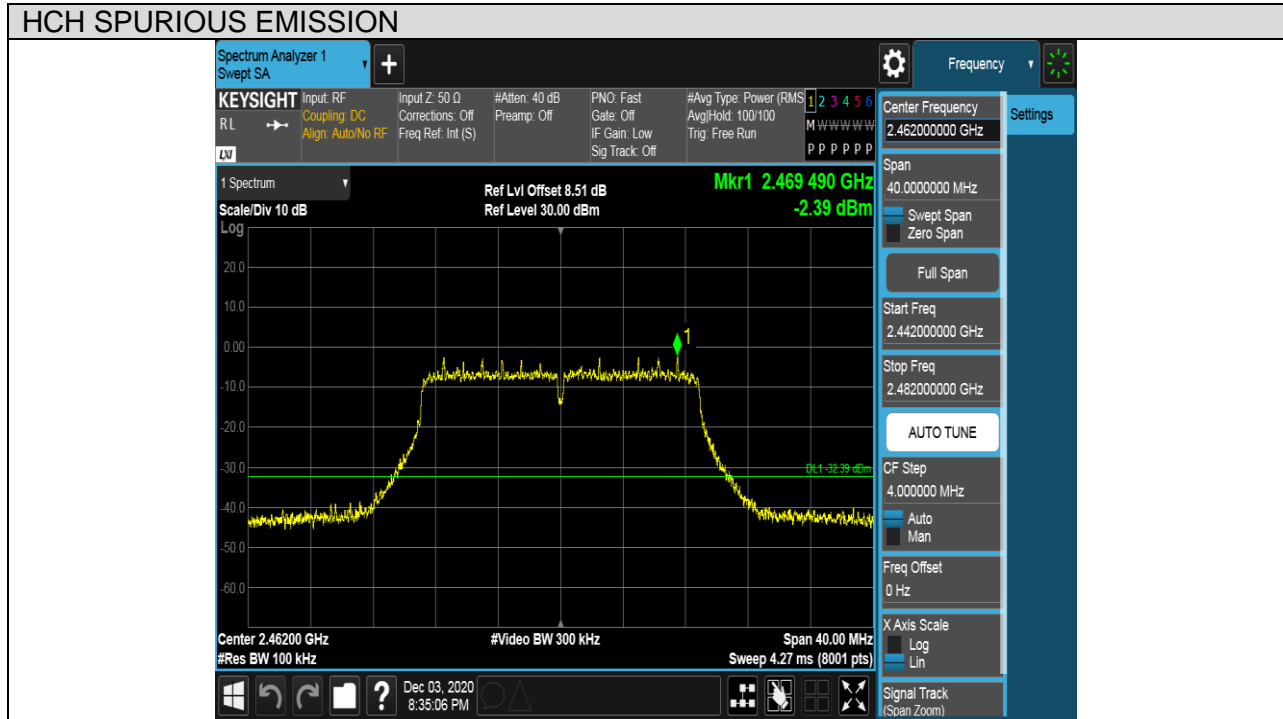 HCH SPURIOUS EMISSION
Spectrum Analyzer 1
Swept SA
+
Frequency
KEYSIGHT
RL
LXI
Input: RF
Coupling: DC
Align: Auto/No RF
Input Z: 50 Ω
Corrections: Off
Freq Ref: Int (S)
#Atten: 40 dB
Preamp: Off
PNO: Fast
Gate: Off
IF Gain: Low
Sig Track: Off
#Avg Type: Power (RMS
Avg|Hold: 100/100
Trig: Free Run
1 2 3 4 5 6
M W W W W W
P P P P P P
1 Spectrum
Scale/Div 10 dB
Log
Ref Lvl Offset 8.51 dB
Ref Level 30.00 dBm
Mkr1 2.469 490 GHz
-2.39 dBm
20.0
10.0
0.00
-10.0
-20.0
-30.0
-40.0
-50.0
-60.0
1
DL1 -32.39 dBm
Center 2.46200 GHz
#Res BW 100 kHz
#Video BW 300 kHz
Span 40.00 MHz
Sweep 4.27 ms (8001 pts)
?
Dec 03, 2020
8:35:06 PM
Center Frequency
2.462000000 GHz
Settings
Span
40.0000000 MHz
Swept Span
Zero Span
Full Span
Start Freq
2.442000000 GHz
Stop Freq
2.482000000 GHz
AUTO TUNE
CF Step
4.000000 MHz
Auto
Man
Freq Offset
0 Hz
X Axis Scale
Log
Lin
Signal Track
(Span Zoom)